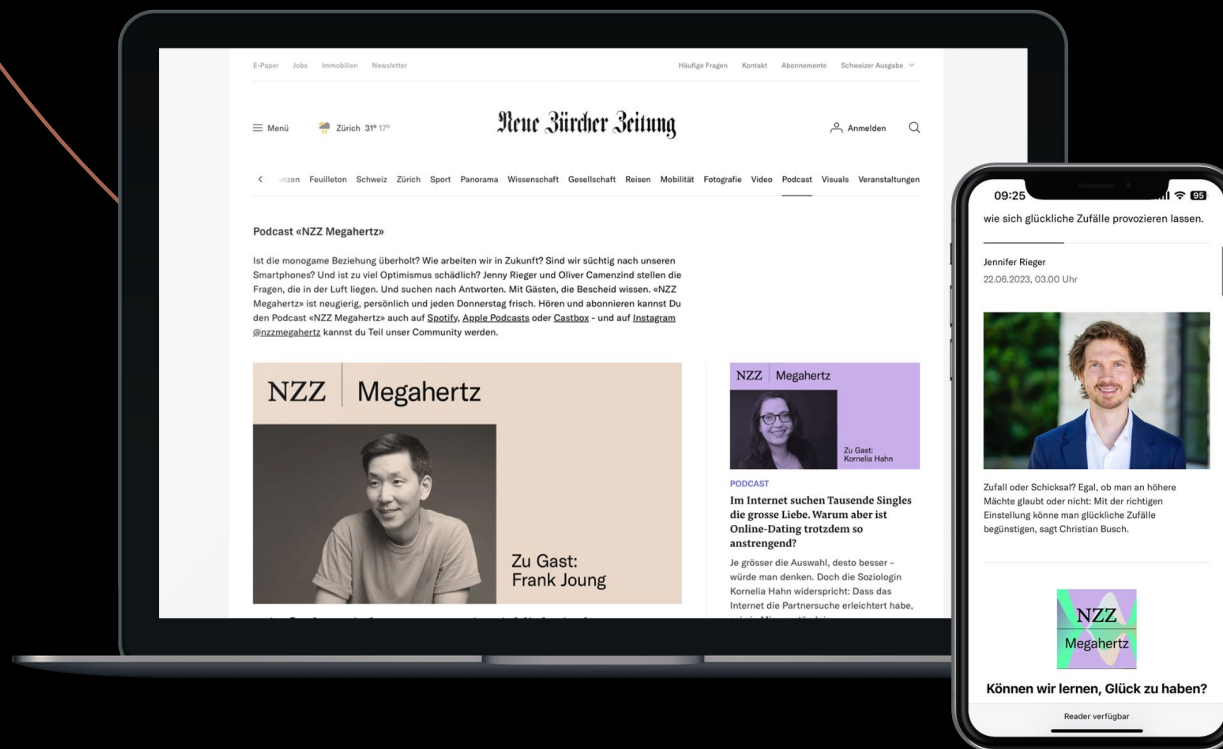 E-Paper Jobs Immobilien Newsletter Häufige Fragen Kontakt Abonnemente Schweizer Ausgabe
Menü Zürich 31° 17° Neue Zürcher Zeitung Anmelden
Feuilleton Schweiz Zürich Sport Panorama Wissenschaft Gesellschaft Reisen Mobilität Fotografie Video Podcast Visuals Veranstaltungen
Podcast «NZZ Megahertz»
Ist die monogame Beziehung überholt? Wie arbeiten wir in Zukunft? Sind wir süchtig nach unseren
Smartphones? Und ist zu viel Optimismus schädlich? Jenny Rieger und Oliver Camenzind stellen die
Fragen, die in der Luft liegen. Und suchen nach Antworten. Mit Gästen, die Bescheid wissen. «NZZ
Megahertz» ist neugierig, persönlich und jeden Donnerstag frisch. Hören und abonnieren kannst Du
den Podcast «NZZ Megahertz» auch auf Spotify, Apple Podcasts oder Castbox - und auf Instagram
@nzzmegahertz kannst du Teil unser Community werden.
NZZ Megahertz
Zu Gast:
Frank Joung
NZZ Megahertz
Zu Gast:
Kornelia Hahn
PODCAST
Im Internet suchen Tausende Singles
die grosse Liebe. Warum aber ist
Online-Dating trotzdem so
anstrengend?
Je grösser die Auswahl, desto besser –
würde man denken. Doch die Soziologin
Kornelia Hahn widerspricht: Dass das
Internet die Partnersuche erleichtert habe,
09:25 95
wie sich glückliche Zufälle provozieren lassen.
Jennifer Rieger
22.06.2023, 03.00 Uhr
Zufall oder Schicksal? Egal, ob man an höhere
Mächte glaubt oder nicht: Mit der richtigen
Einstellung könne man glückliche Zufälle
begünstigen, sagt Christian Busch.
NZZ
Megahertz
Können wir lernen, Glück zu haben?
Reader verfügbar